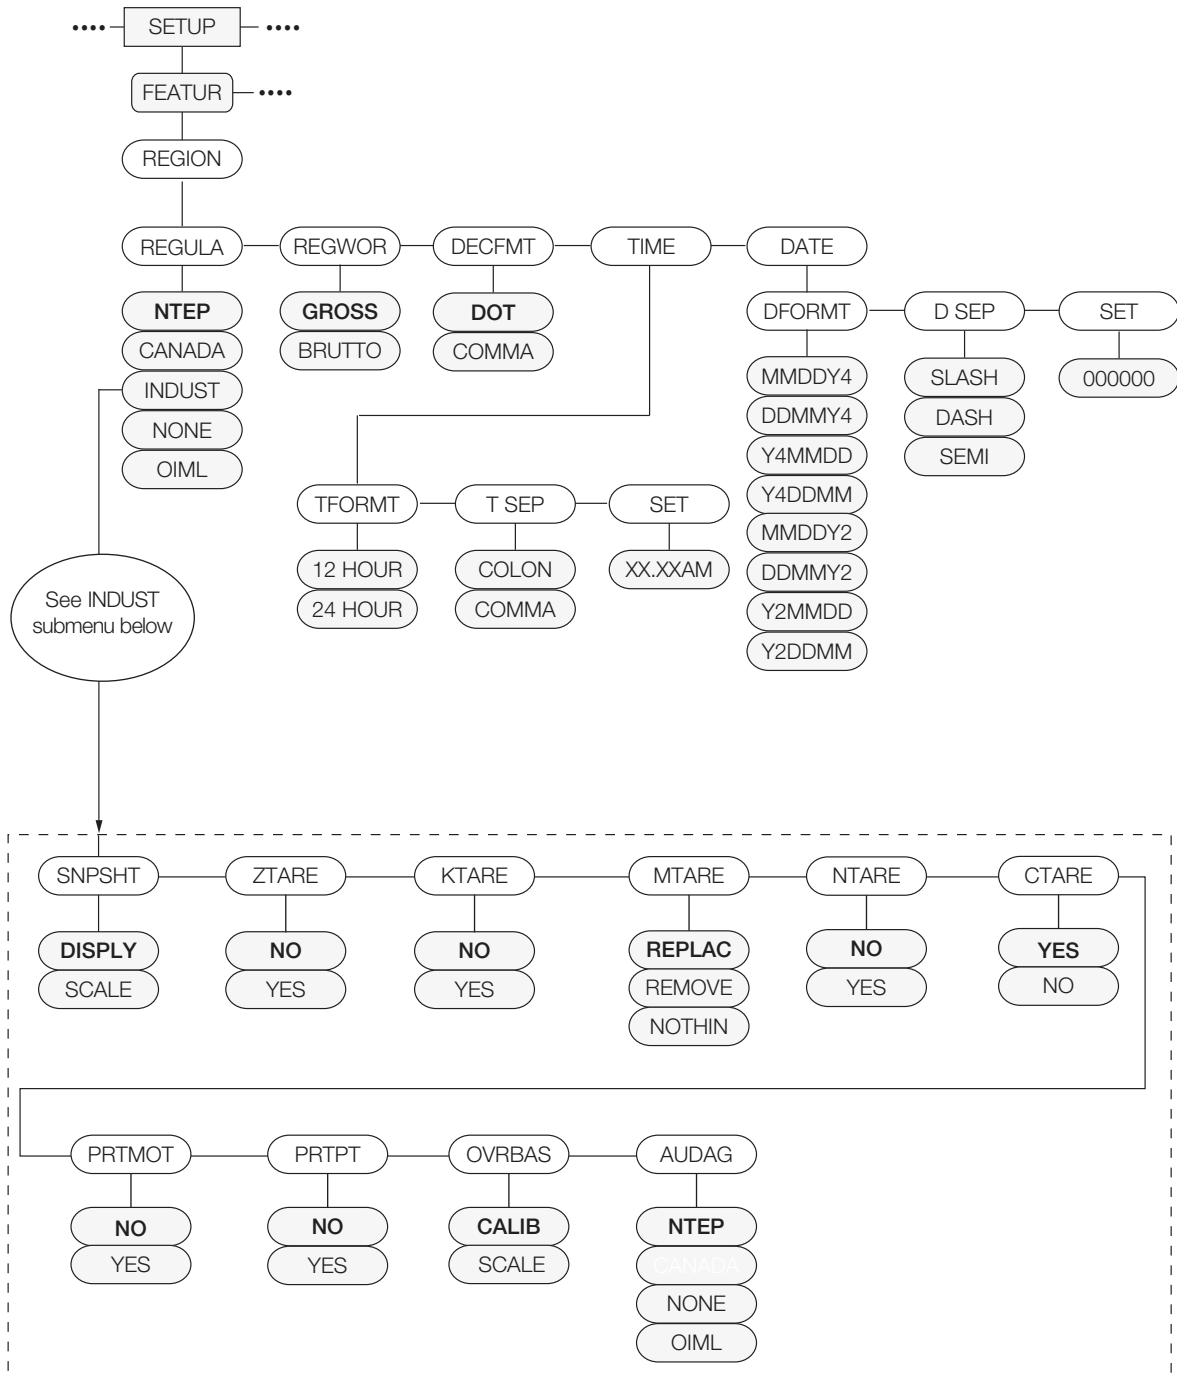 •••• SETUP ••••
FEATUR ••••
REGION
REGULA REGWOR DECFMT TIME DATE
NTEP
CANADA
INDUST
NONE
OIML
GROSS
BRUTTO
DOT
COMMA
DFORMT D SEP SET
MMDDY4
DDMMY4
Y4MMDD
Y4DDMM
MMDDY2
DDMMY2
Y2MMDD
Y2DDMM
SLASH
DASH
SEMI
000000
TFORMT T SEP SET
12 HOUR
24 HOUR
COLON
COMMA
XX.XXAM
See INDUST
submenu below
SNPSHT ZTARE KTARE MTARE NTARE CTARE
DISPLY
SCALE
NO
YES
NO
YES
REPLAC
REMOVE
NOTHIN
NO
YES
YES
NO
PRTMOT PRTPT OVRBAS AUDAG
NO
YES
NO
YES
CALIB
SCALE
NTEP
CANADA
NONE
OIML